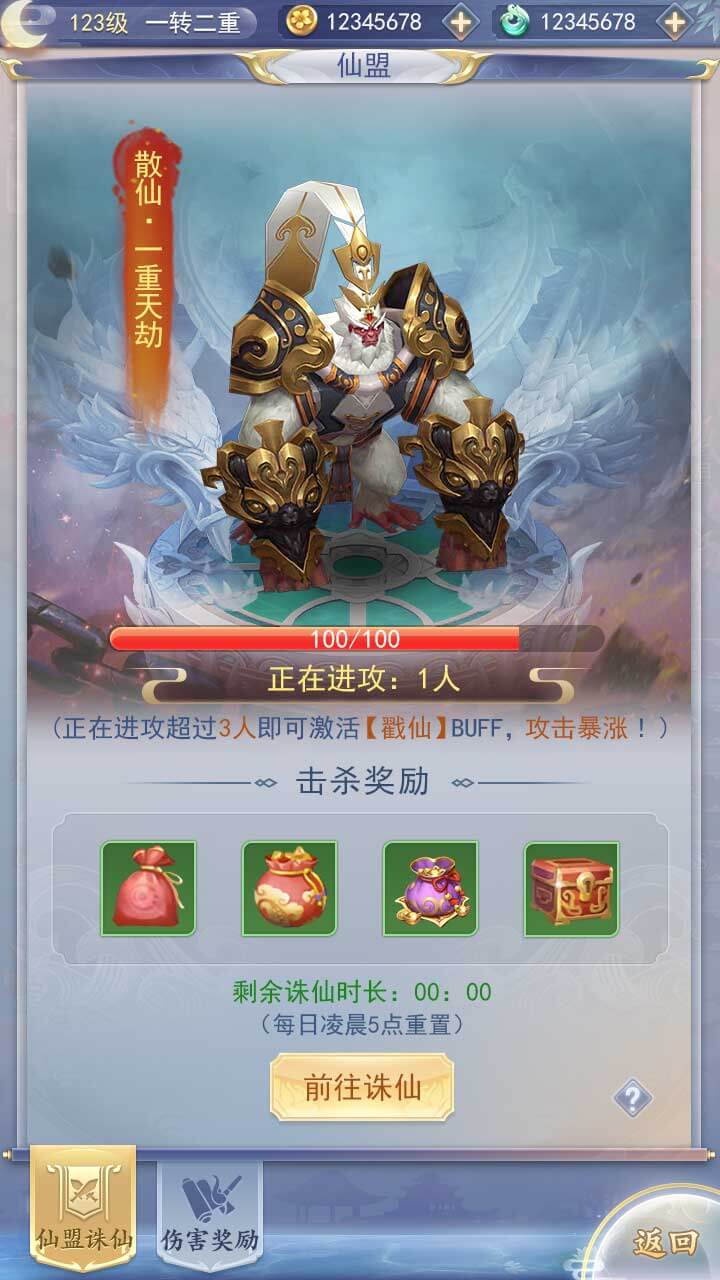 123级 一转二重
12345678
12345678
仙盟
散仙·一重天劫
100/100
正在进攻：1人
（正在进攻超过3人即可激活【戳仙】BUFF，攻击暴涨！）
击杀奖励
剩余诛仙时长：00：00
（每日凌晨5点重置）
前往诛仙
?
仙盟诛仙
伤害奖励
返回